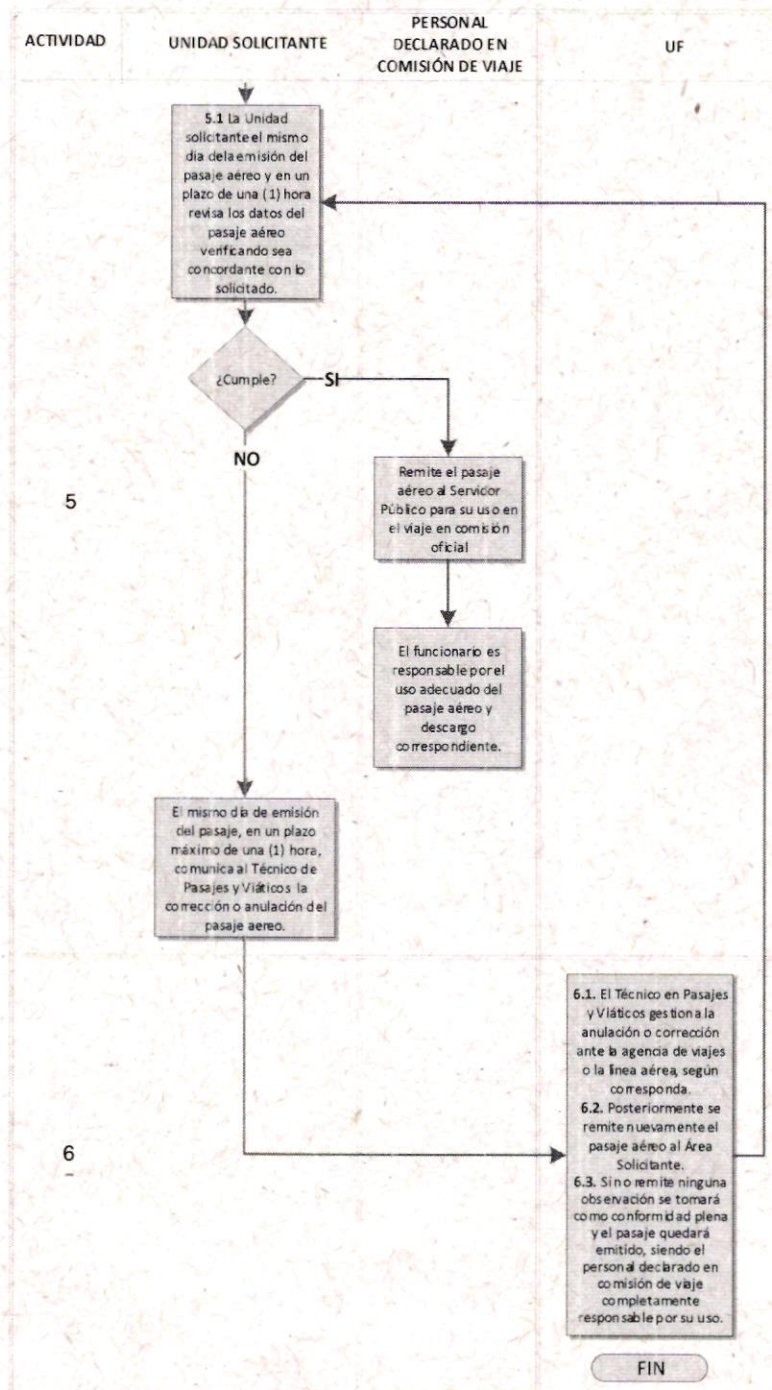 ACTIVIDAD
UNIDAD SOLICITANTE
PERSONAL
DECLARADO EN
COMISIÓN DE VIAJE
UF
5.1 La Unidad
solicitante el mismo
día dela emisión del
pasaje aéreo y en un
plazo de una (1) hora
revisa los datos del
pasaje aéreo
verificando sea
concordante con lo
solicitado.
¿Cumple?
SI
NO
5
Remite el pasaje
aéreo al Servidor
Público para su uso en
el viaje en comisión
oficial
El funcionario es
responsable por el
uso adecuado del
pasaje aéreo y
descargo
correspondiente.
El mismo día de emisión
del pasaje, en un plazo
máximo de una (1) hora,
comunica al Técnico de
Pasajes y Viáticos la
corrección o anulación del
pasaje aereo.
6
6.1. El Técnico en Pasajes
y Viáticos gestiona la
anulación o corrección
ante la agencia de viajes
o la línea aérea, según
corresponda.
6.2. Posteriormente se
remite nuevamente el
pasaje aéreo al Área
Solicitante.
6.3. Si no remite ninguna
observación se tomará
como conformidad plena
y el pasaje quedará
emitido, siendo el
personal declarado en
comisión de viaje
completamente
responsable por su uso.
FIN